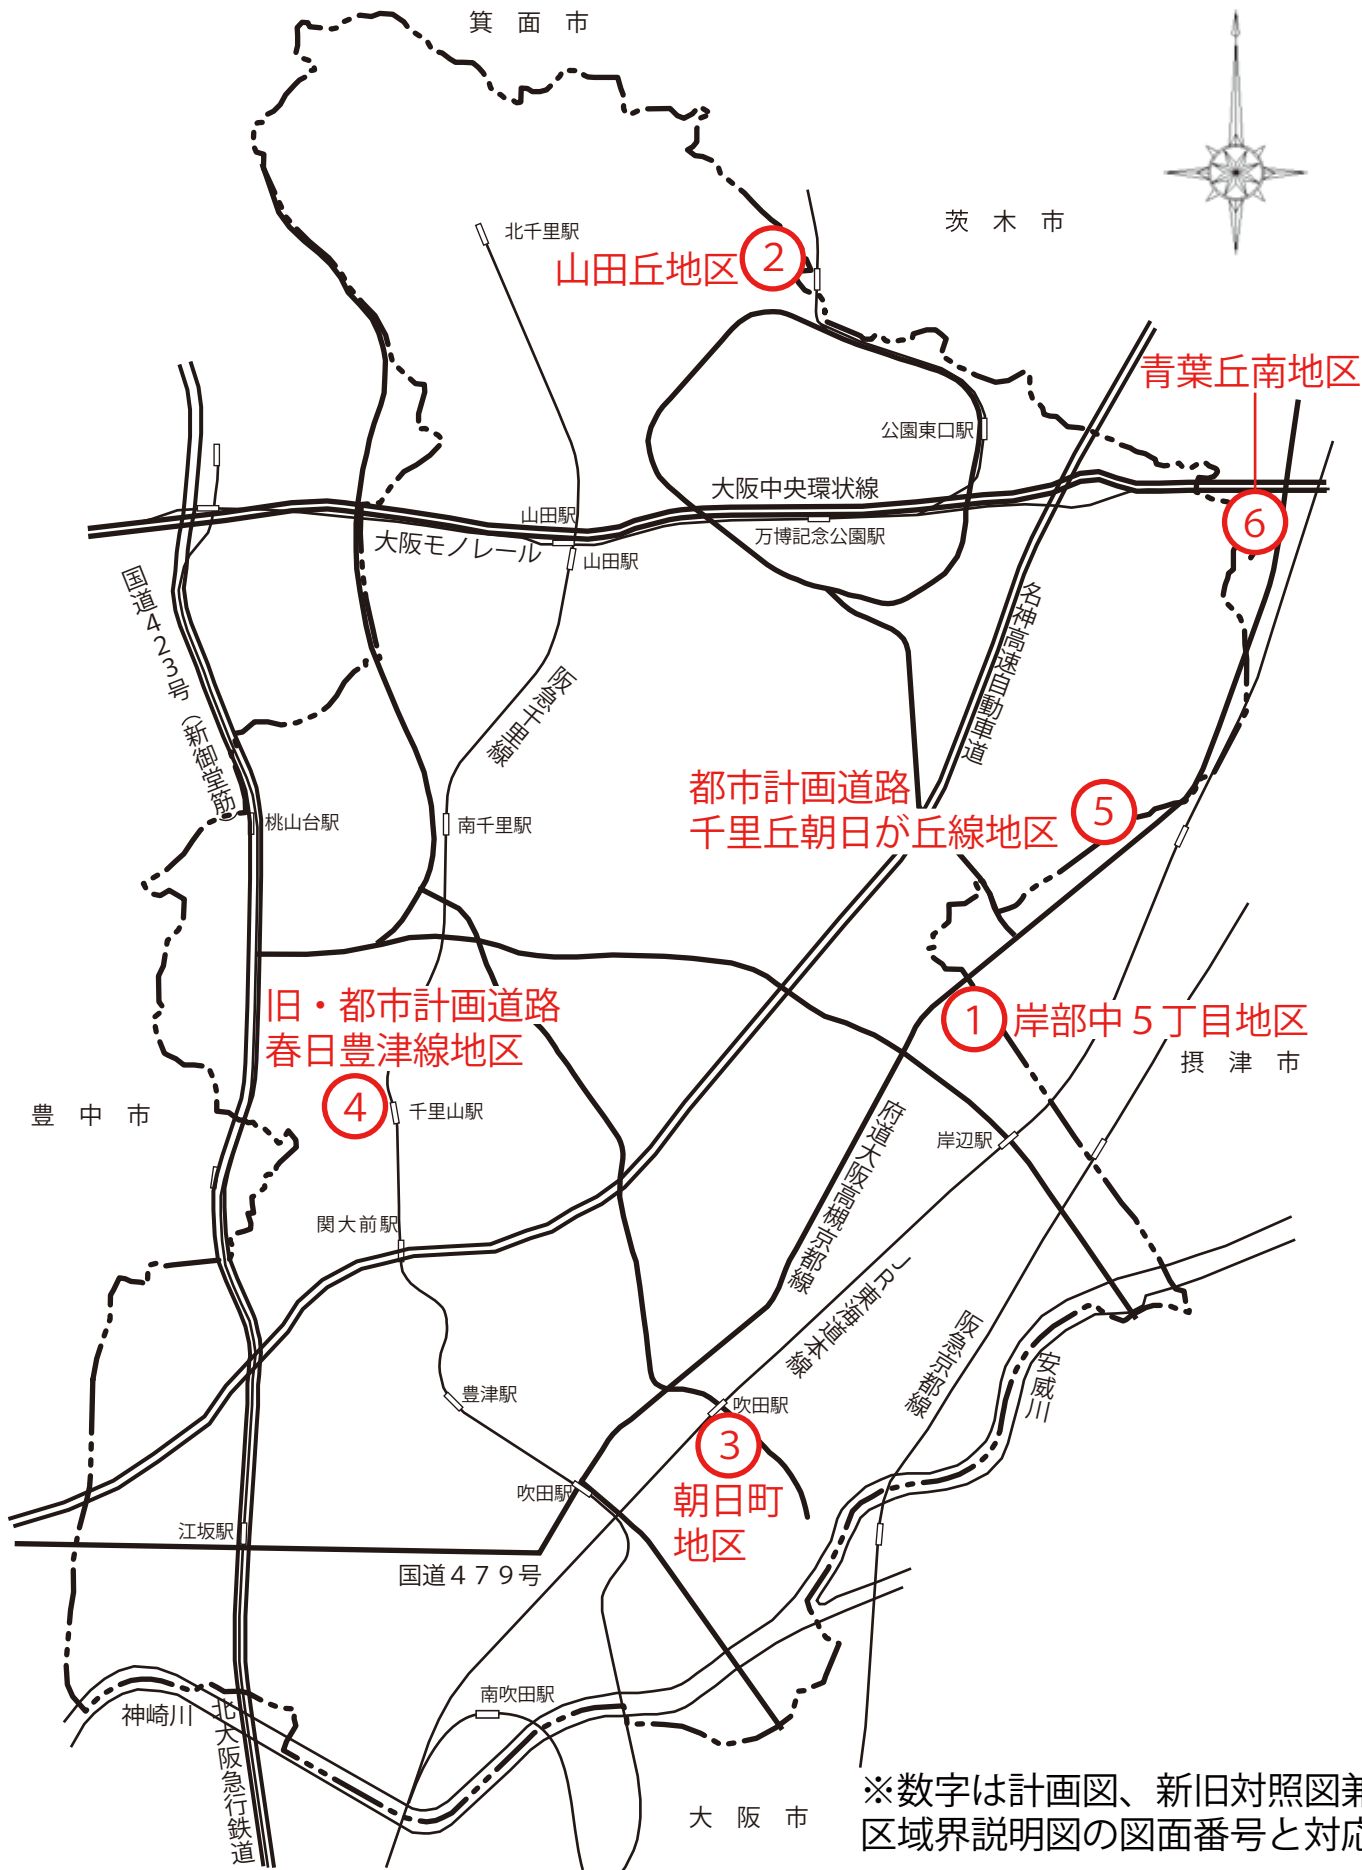 箕面市
茨木市
北千里駅
山田丘地区
2
青葉丘南地区
6
公園東口駅
大阪中央環状線
山田駅
万博記念公園駅
大阪モノレール
山田駅
国道423号(新御堂筋)
名神高速自動車道
阪急千里線
都市計画道路
千里丘朝日が丘線地区
5
桃山台駅
南千里駅
旧・都市計画道路
春日豊津線地区
4
1
岸部中5丁目地区
摂津市
豊中市
千里山駅
岸辺駅
府道大阪高槻京都線
関大前駅
JR東海道本線
阪急京都線
安威川
豊津駅
吹田駅
3
朝日町
地区
吹田駅
江坂駅
国道479号
南吹田駅
神崎川
北大阪急行鉄道
大阪市
※数字は計画図、新旧対照図兼
区域界説明図の図面番号と対応